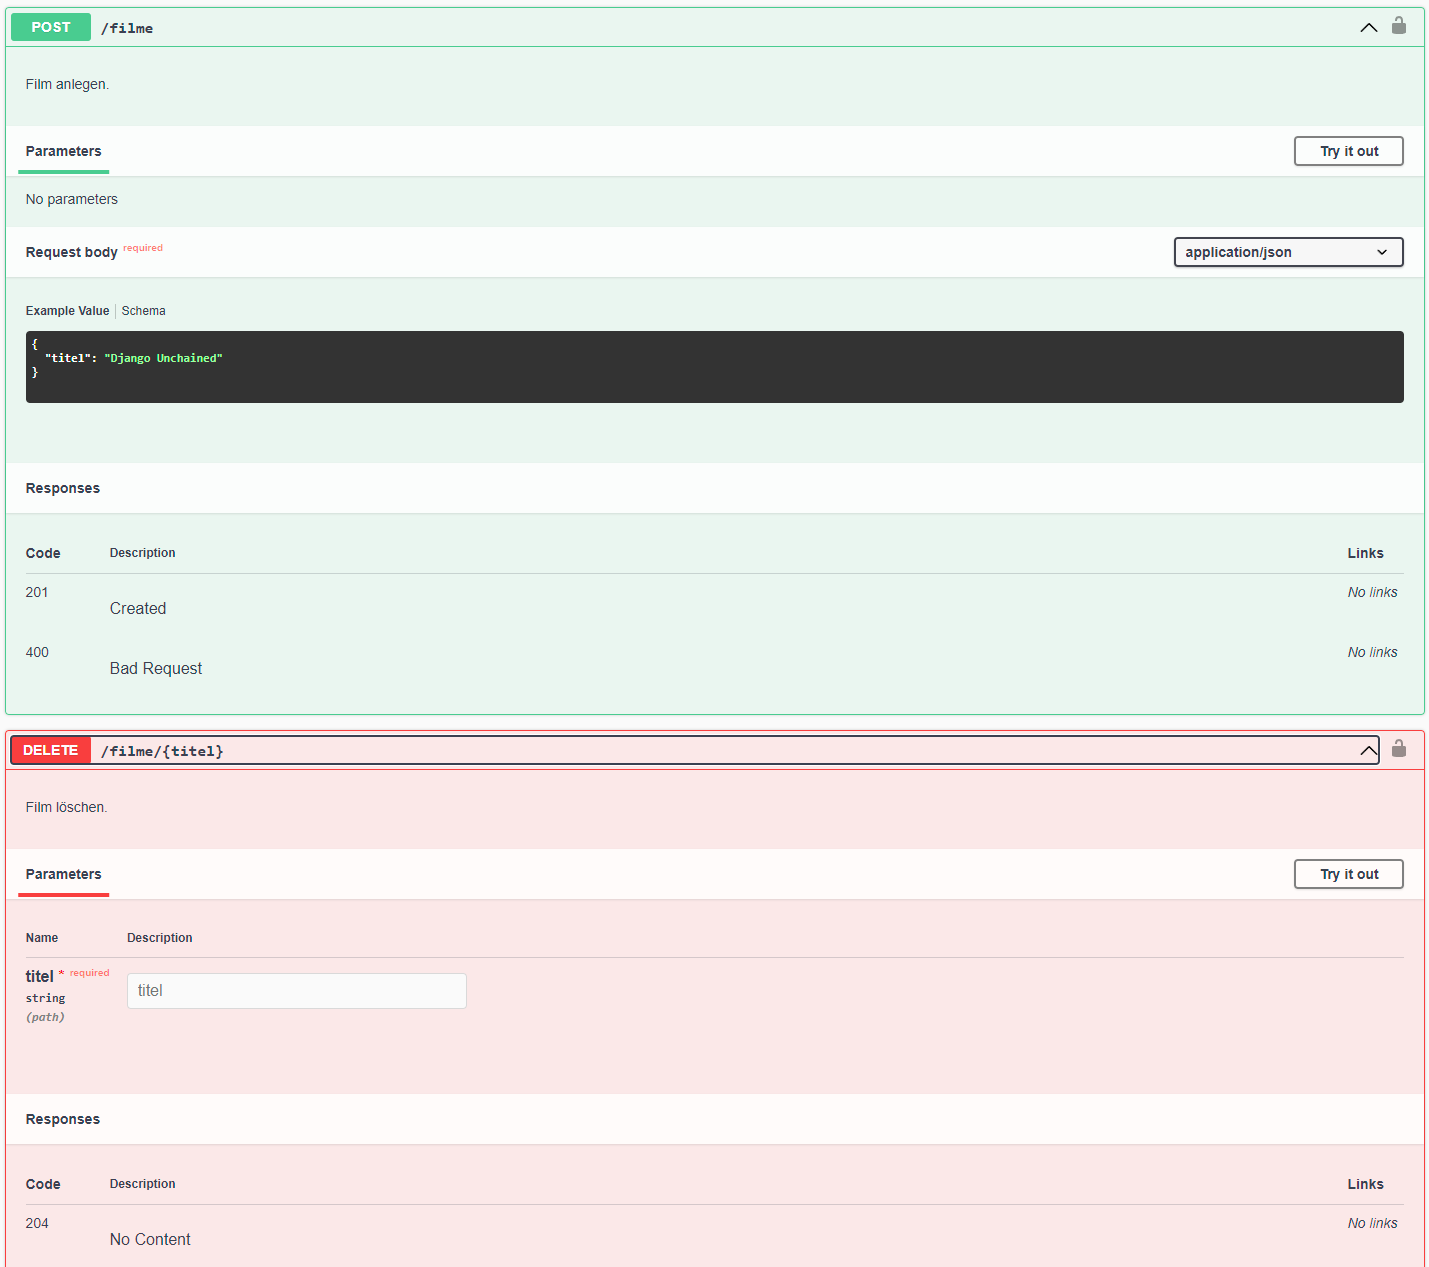 POST /filme
Film anlegen.
Parameters Try it out
No parameters
Request body required application/json
Example Value Schema
{
"titel": "Django Unchained"
}
Responses
Code Description Links
201 No links
Created
400 No links
Bad Request
DELETE /filme/{titel}
Film löschen.
Parameters Try it out
Name Description
titel * required
string
(path)
titel
Responses
Code Description Links
204 No links
No Content